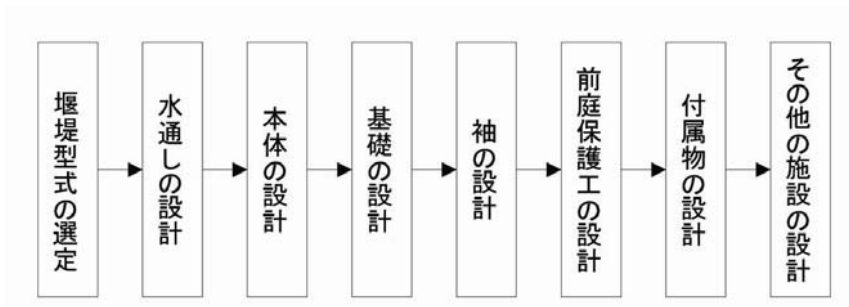 堰堤型式の選定
水通しの設計
本体の設計
基礎の設計
袖の設計
前庭保護工の設計
付属物の設計
その他の施設の設計